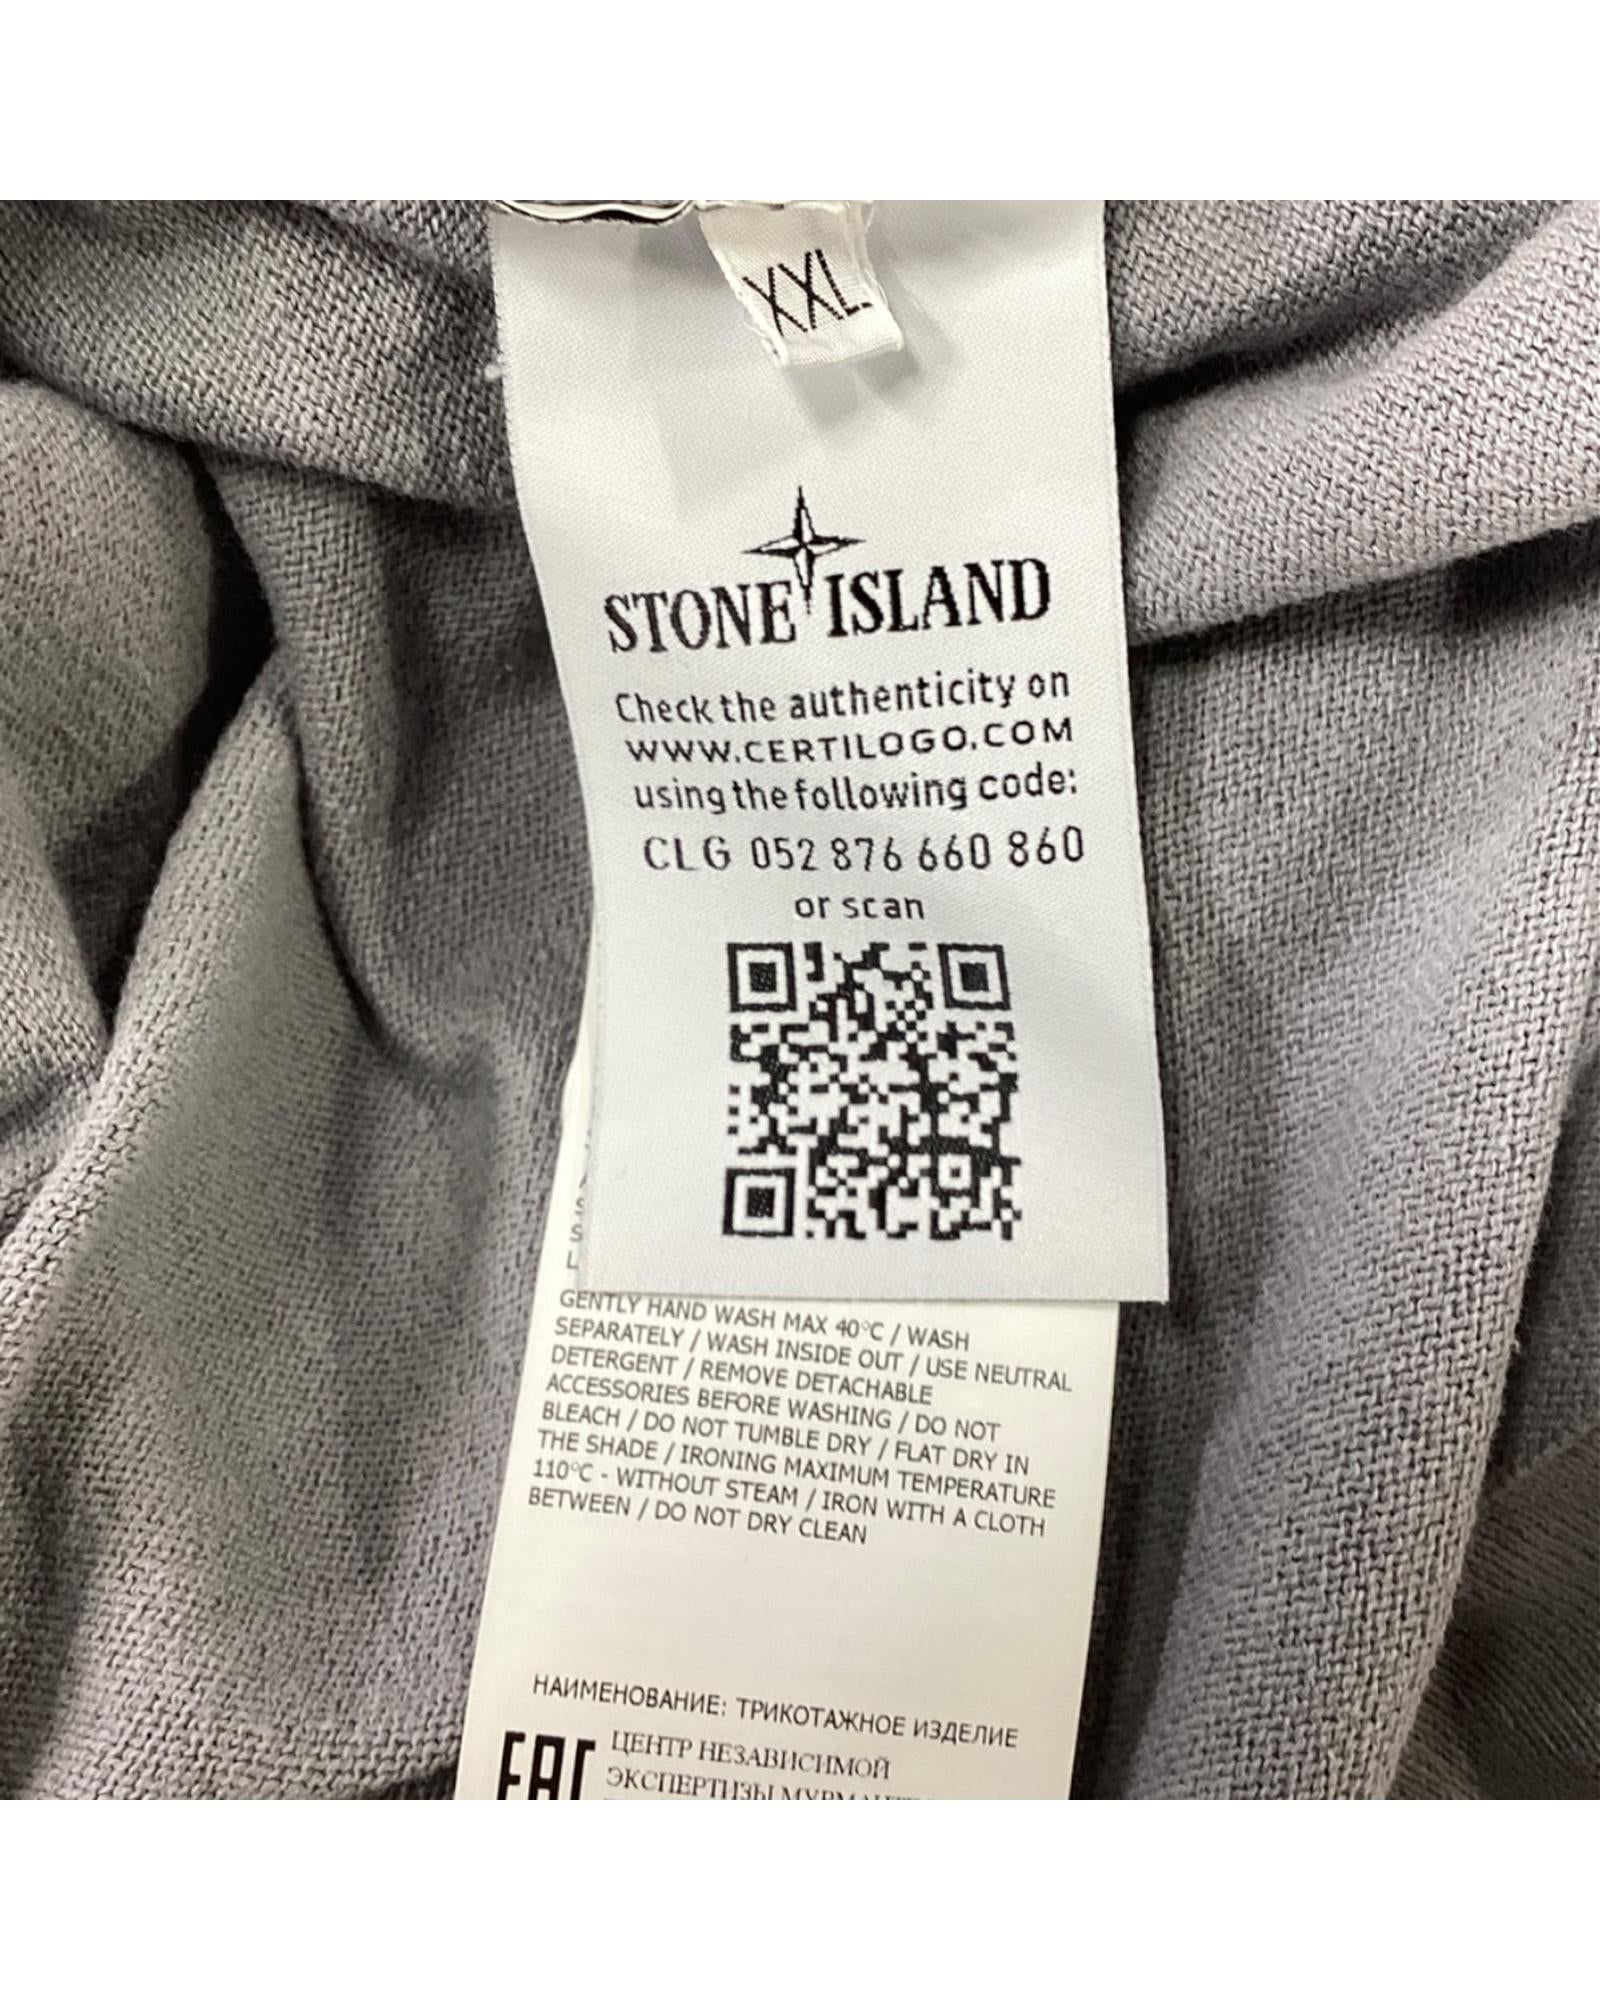 XXL
STONE ISLAND
Check the authenticity on
WWW.CERTILOGO.COM
using the following code:
CLG 052 876 660 860
or scan
S
S
L
GENTLY HAND WASH MAX 40°C / WASH
SEPARATELY / WASH INSIDE OUT / USE NEUTRAL
DETERGENT / REMOVE DETACHABLE
ACCESSORIES BEFORE WASHING / DO NOT
BLEACH / DO NOT TUMBLE DRY / FLAT DRY IN
THE SHADE / IRONING MAXIMUM TEMPERATURE
110°C - WITHOUT STEAM / IRON WITH A CLOTH
BETWEEN / DO NOT DRY CLEAN
НАИМЕНОВАНИЕ: ТРИКОТАЖНОЕ ИЗДЕЛИЕ
EAC ЦЕНТР НЕЗАВИСИМОЙ
ЭКСПЕРТИЗЫ